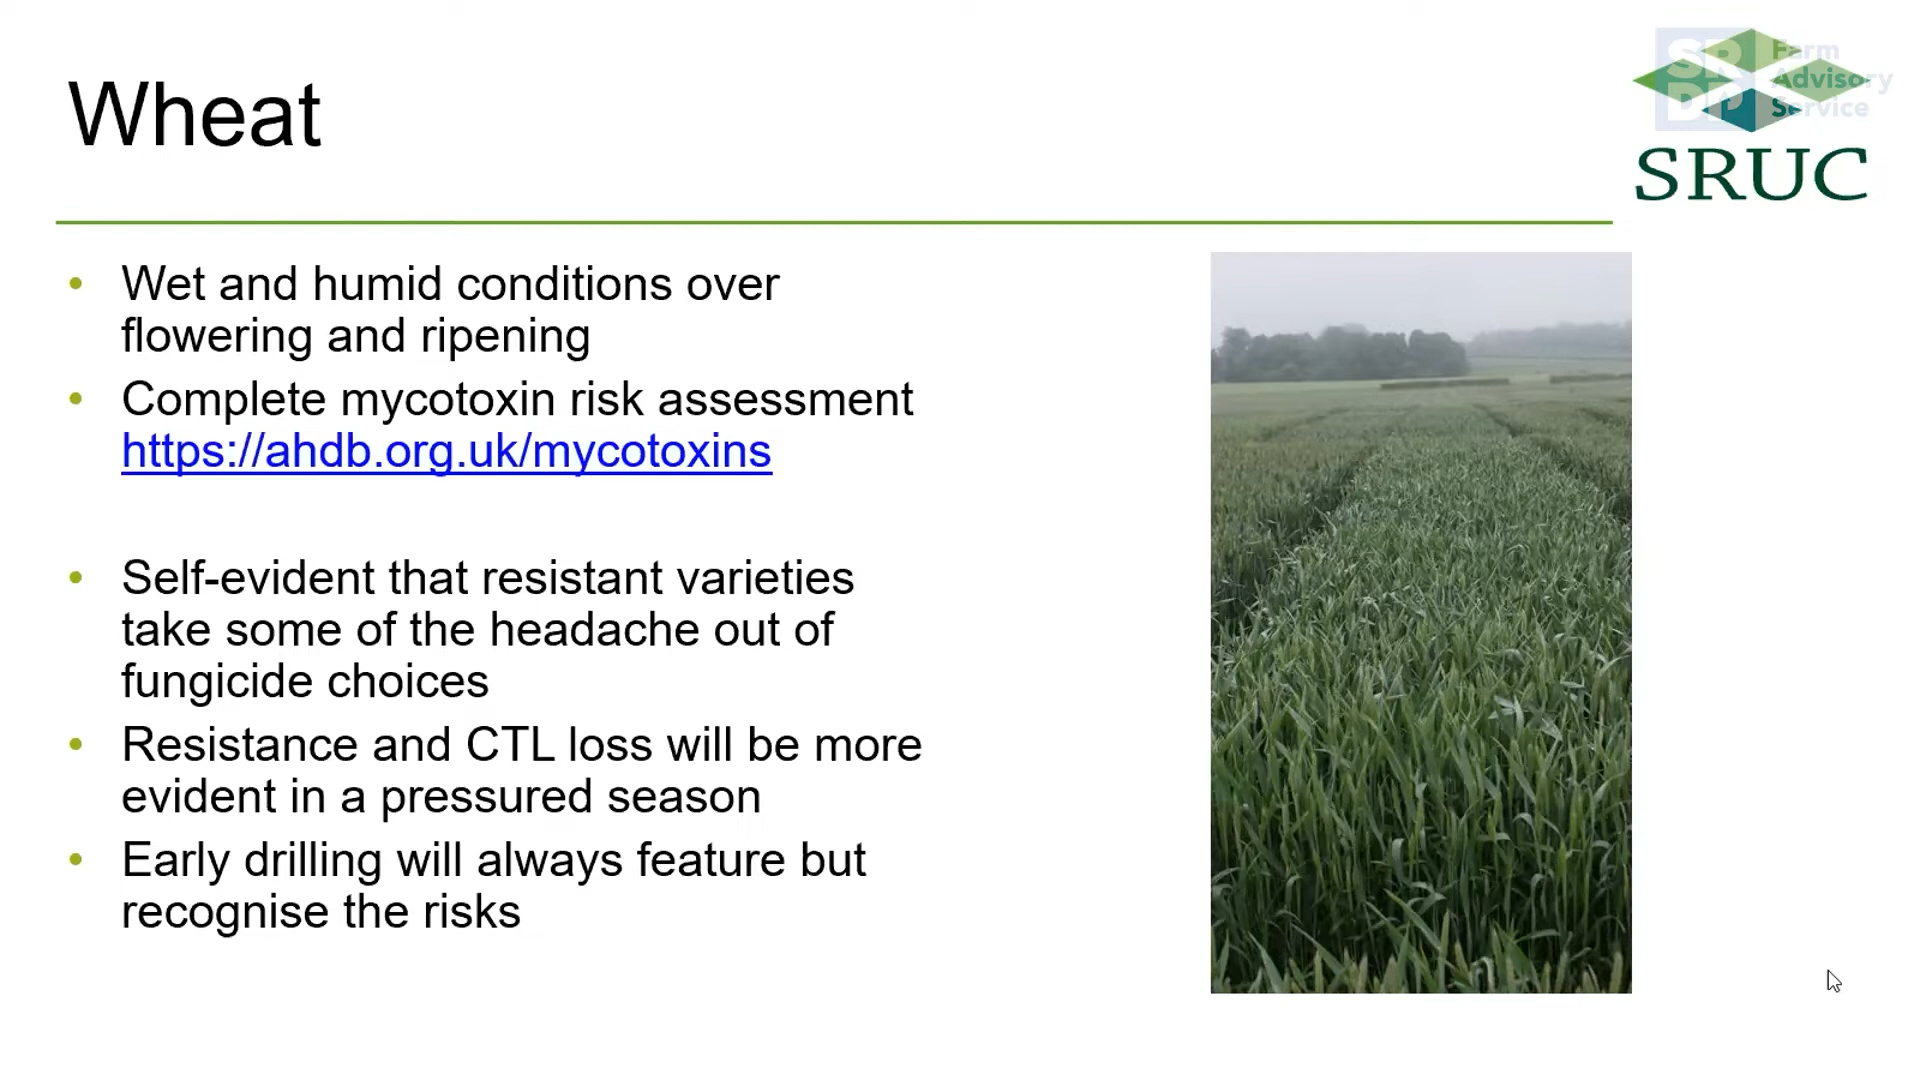 Wheat
SRDP
Farm
Advisory
Service
SRUC
• Wet and humid conditions over
flowering and ripening
• Complete mycotoxin risk assessment
https://ahdb.org.uk/mycotoxins
• Self-evident that resistant varieties
take some of the headache out of
fungicide choices
• Resistance and CTL loss will be more
evident in a pressured season
• Early drilling will always feature but
recognise the risks